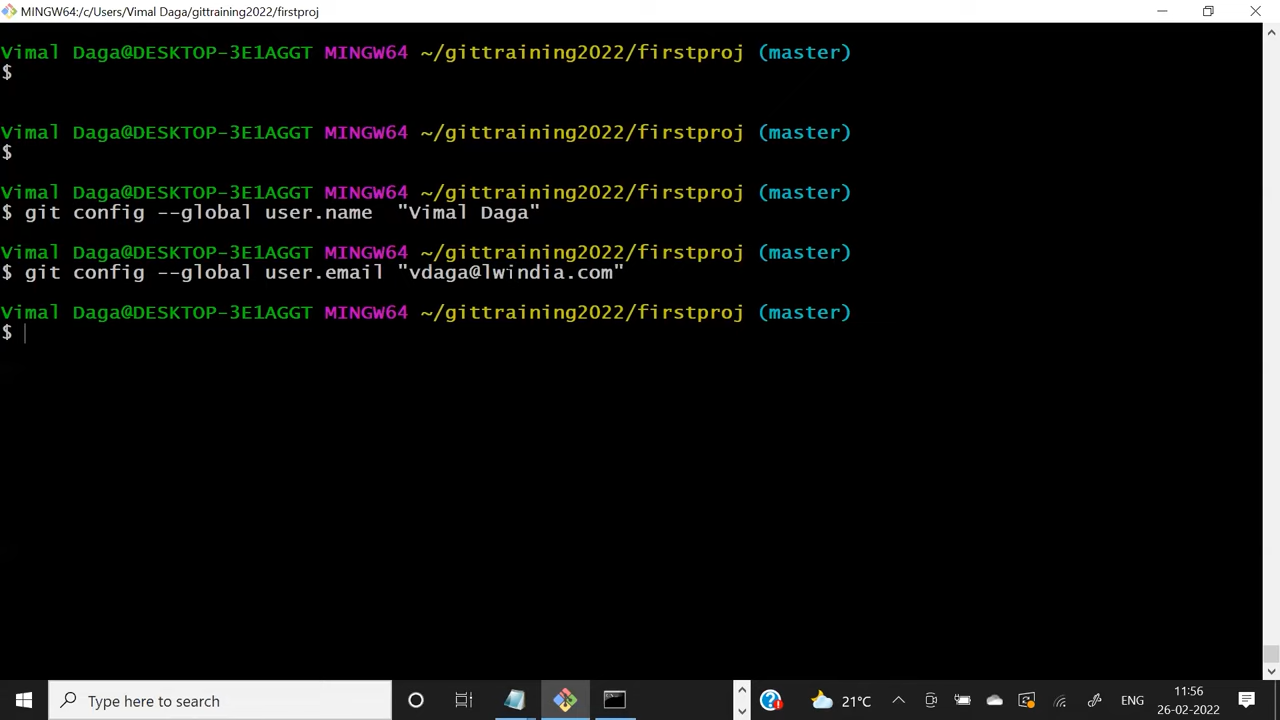 MINGW64:/c/Users/Vimal Daga/gittraining2022/firstproj
Vimal Daga@DESKTOP-3E1AGGT MINGW64 ~/gittraining2022/firstproj (master)
$
Vimal Daga@DESKTOP-3E1AGGT MINGW64 ~/gittraining2022/firstproj (master)
$
Vimal Daga@DESKTOP-3E1AGGT MINGW64 ~/gittraining2022/firstproj (master)
$ git config --global user.name  "Vimal Daga"
Vimal Daga@DESKTOP-3E1AGGT MINGW64 ~/gittraining2022/firstproj (master)
$ git config --global user.email "vdaga@lwindia.com"
Vimal Daga@DESKTOP-3E1AGGT MINGW64 ~/gittraining2022/firstproj (master)
$
Type here to search
21°C
ENG
11:56
26-02-2022